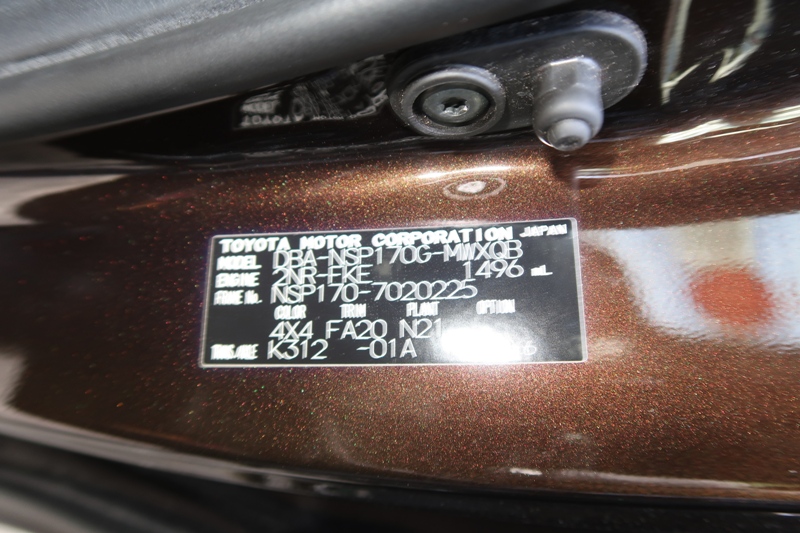 TOYOTA MOTOR CORPORATION JAPAN
MODEL DBA-NSP170G-MWXQB
ENGINE 2NR-FKE 1496 mL
FRAME No. NSP170-7020225
COLOR TRIM PLANT OPTION
4X4 FA20 N21
TRANS/AXLE K312 -01A